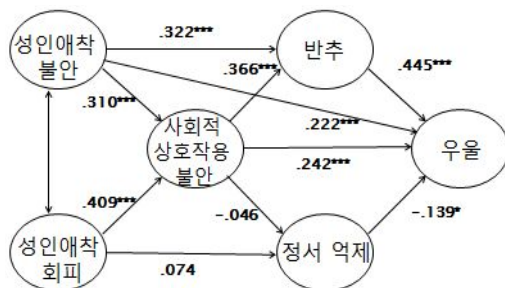 성인애착
불안
.322***
반추
.366***
.445***
.310***
사회적
상호작용
불안
.222***
.242***
우울
.409***
-.046
-.139*
성인애착
회피
.074
정서 억제